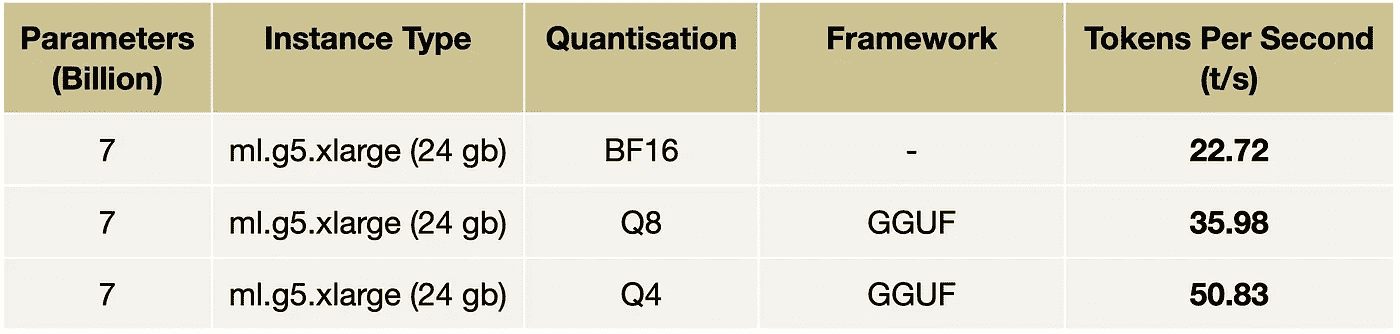 Parameters (Billion) Instance Type Quantisation Framework Tokens Per Second (t/s)
7 ml.g5.xlarge (24 gb) BF16 - 22.72
7 ml.g5.xlarge (24 gb) Q8 GGUF 35.98
7 ml.g5.xlarge (24 gb) Q4 GGUF 50.83